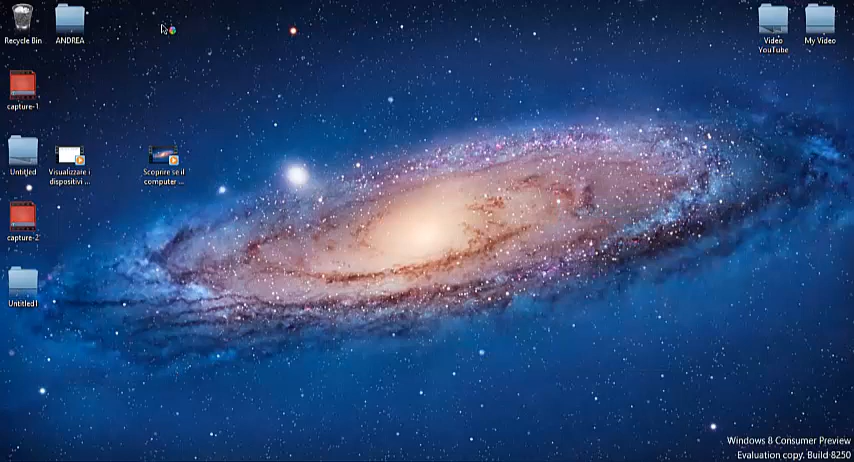 Recycle Bin
ANDREA
Video
YouTube
My Video
capture-1
Untitled
Visualizzare i
dispositivi ...
Scoprire se il
computer ...
capture-2
Untitled1
Windows 8 Consumer Preview
Evaluation copy. Build 8250